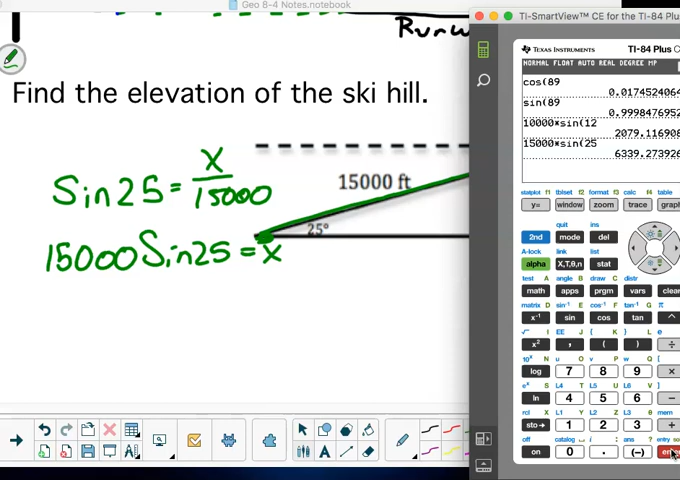 Geo 8-4 Notes.notebook
TI-SmartView™ CE for the TI-84 Plus
Runw
Find the elevation of the ski hill.
Sin25 = x/15000
15000 ft
25°
15000Sin25 = x
TEXAS INSTRUMENTS TI-84 Plus C
NORMAL FLOAT AUTO REAL DEGREE MP
cos(89
0.017452406
sin(89
0.999847695
10000*sin(12
2079.11690
15000*sin(25
6339.27392
statplot f1 tblset f2 format f3 calc f4 table
y= window zoom trace graph
quit ins
2nd mode del
A-lock link list
alpha X,T,θ,n stat
test A angle B draw C distr
math apps prgm vars clear
matrix D sin⁻¹ E cos⁻¹ F tan⁻¹ G π
x⁻¹ sin cos tan ^
√ I EE J { K } L e
x² , ( ) ÷
10ˣ N u O v P w Q
log 7 8 9 ×
eˣ S L4 T L5 U L6 V ]
ln 4 5 6 −
rcl X L1 Y L2 Z L3 θ mem
sto→ 1 2 3 +
off catalog i : ans ? entry
on 0 . (−) enter